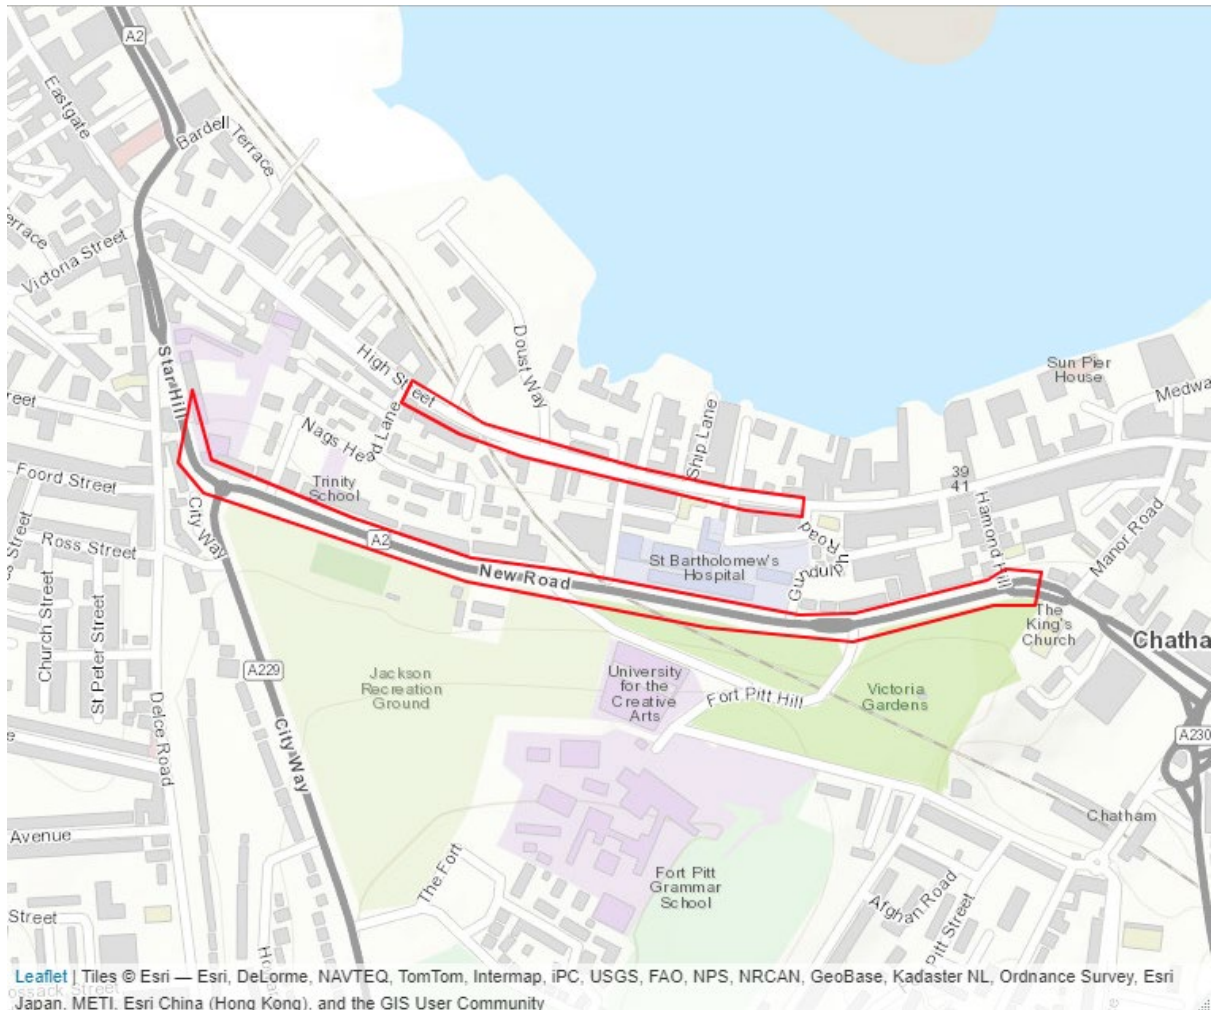 A2
Eastgate
Bardell Terrace
Victoria Street
Star Hill
High Street
Doust Way
Sun Pier
House
Nags Head Lane
Ship Lane
Foord Street
Trinity
School
39
41
Hamond Hill
Manor Road
City Way
Ross Street
A2
New Road
St Bartholomew's
Hospital
Road
The
King's
Church
Church Street
St Peter Street
A229
Jackson
Recreation
Ground
University
for the
Creative
Arts
Fort Pitt Hill
Victoria
Gardens
Delce Road
City Way
A230
Avenue
Chatham
The Fort
Fort Pitt
Grammar
School
Afghan Road
Pitt Street
Street
Leaflet | Tiles © Esri — Esri, DeLorme, NAVTEQ, TomTom, Intermap, iPC, USGS, FAO, NPS, NRCAN, GeoBase, Kadaster NL, Ordnance Survey, Esri
Japan, METI, Esri China (Hong Kong), and the GIS User Community